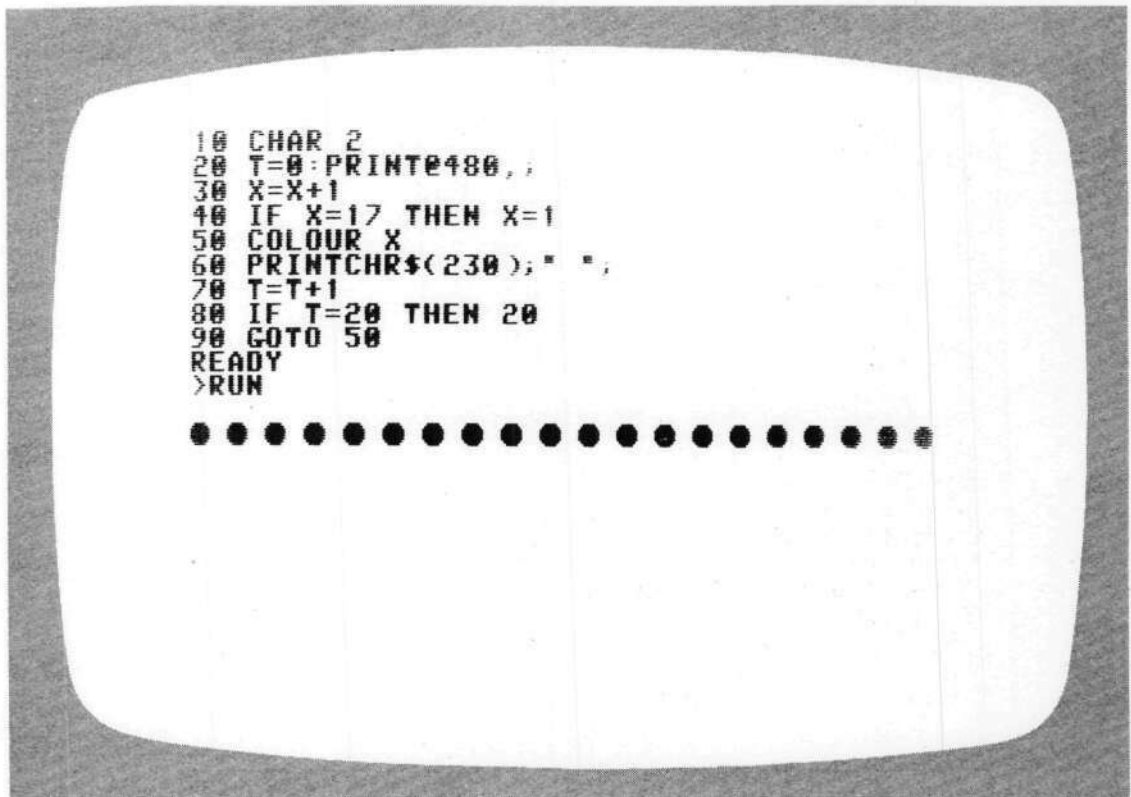 10 CHAR 2
20 T=0:PRINT@480,;
30 X=X+1
40 IF X=17 THEN X=1
50 COLOUR X
60 PRINTCHR$(230);" ";
70 T=T+1
80 IF T=20 THEN 20
90 GOTO 50
READY
>RUN